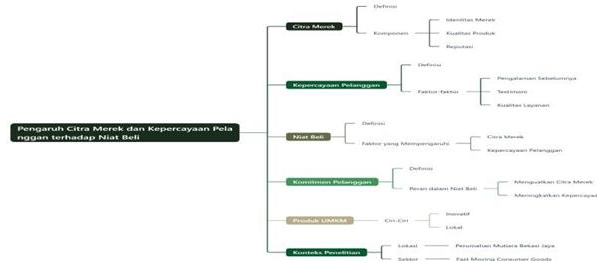 Pengaruh Citra Merek dan Kepercayaan Pela
nggan terhadap Niat Beli
Citra Merek
Definisi
Komponen
Identitas Merek
Kualitas Produk
Reputasi
Kepercayaan Pelanggan
Definisi
Faktor-faktor
Pengalaman Sebelumnya
Testimoni
Kualitas Layanan
Niat Beli
Definisi
Faktor yang Mempengaruhi
Citra Merek
Kepercayaan Pelanggan
Komitmen Pelanggan
Definisi
Peran dalam Niat Beli
Menguatkan Citra Merek
Meningkatkan Kepercayaan
Produk UMKM
Ciri-Ciri
Inovatif
Lokal
Konteks Penelitian
Lokasi
Perumahan Mutiara Bekasi Jaya
Sektor
Fast Moving Consumer Goods